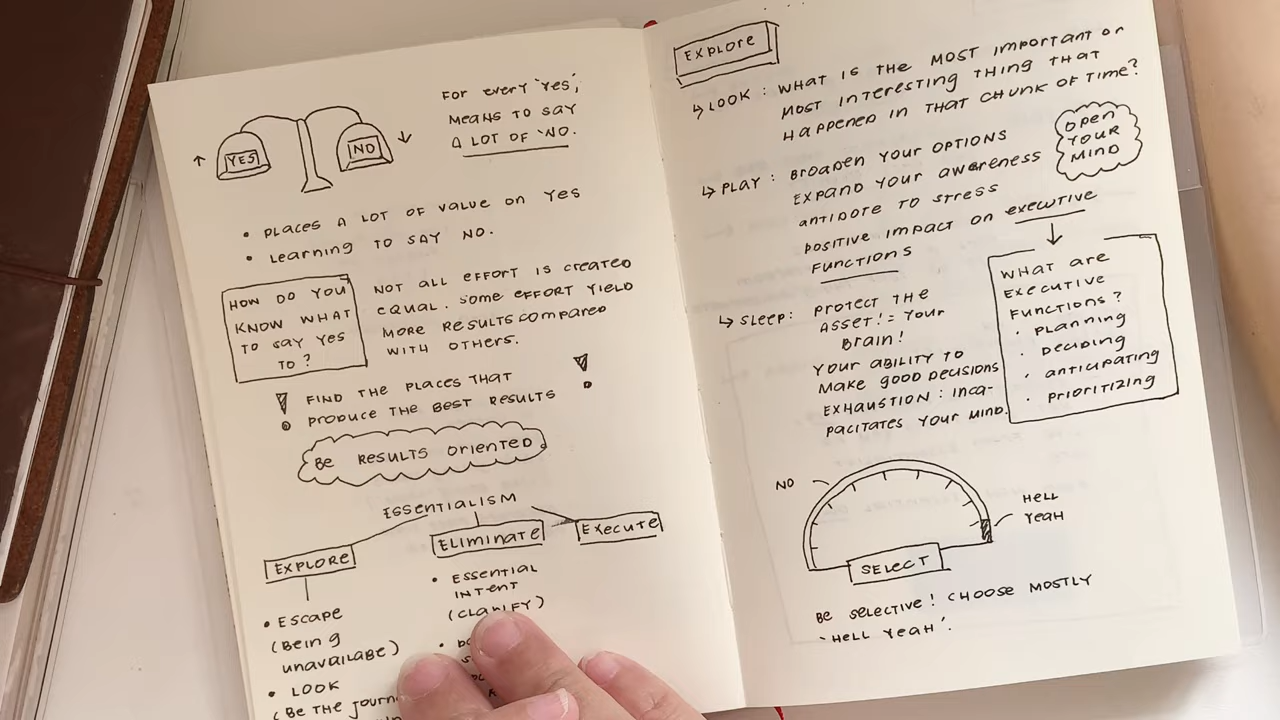 YES
NO
FOR EVERY 'YES',
MEANS TO SAY
A LOT OF 'NO.
• PLACES A LOT OF VALUE ON YES
• LEARNING TO SAY NO.
HOW DO YOU
KNOW WHAT
TO SAY YES
TO?
NOT ALL EFFORT IS CREATED
EQUAL. SOME EFFORT YIELD
MORE RESULTS COMPARED
WITH OTHERS.
! FIND THE PLACES THAT
PRODUCE THE BEST RESULTS !
BE RESULTS ORIENTED
ESSENTIALISM
EXPLORE
ELIMINATE
EXECUTE
• ESCAPE
(BEING
UNAVAILABE)
• LOOK
(BE THE
• ESSENTIAL
INTENT
(CLARIFY)
EXPLORE
↳ LOOK : WHAT IS THE MOST IMPORTANT OR
MOST INTERESTING THING THAT
HAPPENED IN THAT CHUNK OF TIME?
↳ PLAY : BROADEN YOUR OPTIONS
EXPAND YOUR AWARENESS
ANTIDOTE TO STRESS
POSITIVE IMPACT ON EXECUTIVE
FUNCTIONS
OPEN
YOUR
MIND
WHAT ARE
EXECUTIVE
FUNCTIONS?
• PLANNING
• DECIDING
• ANTICIPATING
• PRIORITIZING
↳ SLEEP: PROTECT THE
ASSET! = YOUR
BRAIN!
YOUR ABILITY TO
MAKE GOOD DECISIONS
EXHAUSTION : INCA-
PACITATES YOUR MIND.
NO
HELL
YEAH
SELECT
BE SELECTIVE! CHOOSE MOSTLY
'HELL YEAH'.